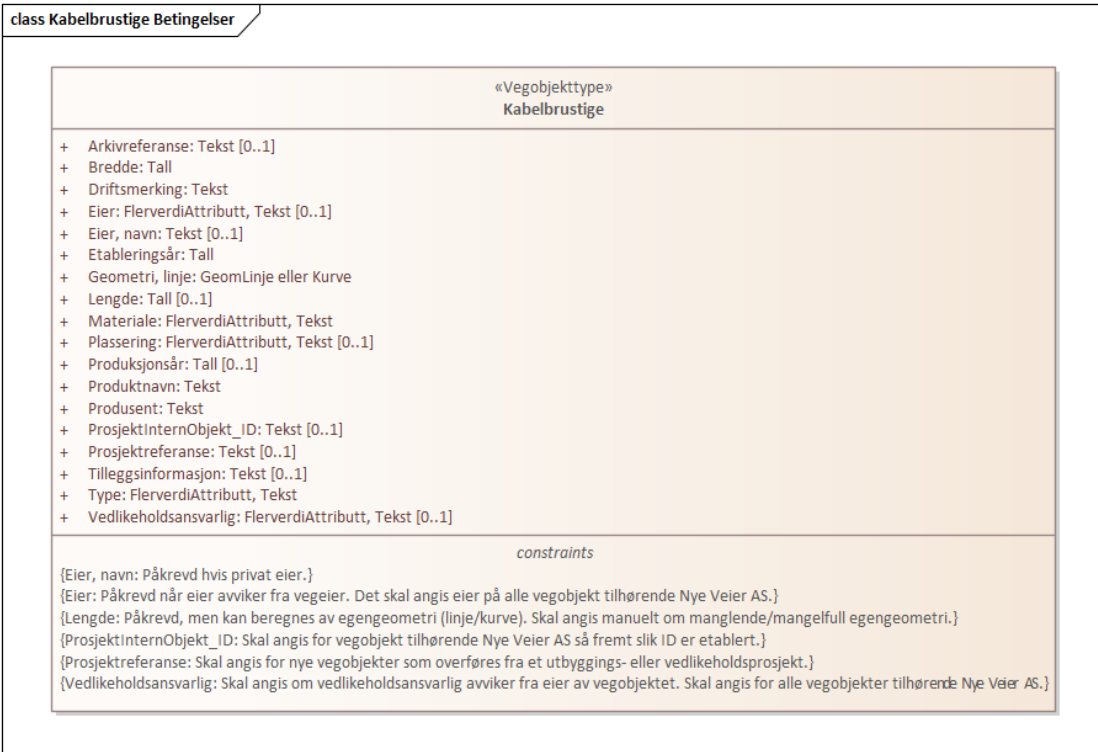 class Kabelbrustige Betingelser
«Vegobjekttype»
Kabelbrustige
+ Arkivreferanse: Tekst [0..1]
+ Bredde: Tall
+ Driftsmerking: Tekst
+ Eier: FlerverdiAttributt, Tekst [0..1]
+ Eier, navn: Tekst [0..1]
+ Etableringsår: Tall
+ Geometri, linje: GeomLinje eller Kurve
+ Lengde: Tall [0..1]
+ Materiale: FlerverdiAttributt, Tekst
+ Plassering: FlerverdiAttributt, Tekst [0..1]
+ Produksjonsår: Tall [0..1]
+ Produktnavn: Tekst
+ Produsent: Tekst
+ ProsjektInternObjekt_ID: Tekst [0..1]
+ Prosjektreferanse: Tekst [0..1]
+ Tilleggsinformasjon: Tekst [0..1]
+ Type: FlerverdiAttributt, Tekst
+ Vedlikeholdsansvarlig: FlerverdiAttributt, Tekst [0..1]
constraints
{Eier, navn: Påkrevd hvis privat eier.}
{Eier: Påkrevd når eier avviker fra vegeier. Det skal angis eier på alle vegobjekt tilhørende Nye Veier AS.}
{Lengde: Påkrevd, men kan beregnes av egengeometri (linje/kurve). Skal angis manuelt om manglende/mangelfull egengeometri.}
{ProsjektInternObjekt_ID: Skal angis for vegobjekt tilhørende Nye Veier AS så fremt slik ID er etablert.}
{Prosjektreferanse: Skal angis for nye vegobjekter som overføres fra et utbyggings- eller vedlikeholdsprosjekt.}
{Vedlikeholdsansvarlig: Skal angis om vedlikeholdsansvarlig avviker fra eier av vegobjektet. Skal angis for alle vegobjekter tilhørende Nye Veier AS.}